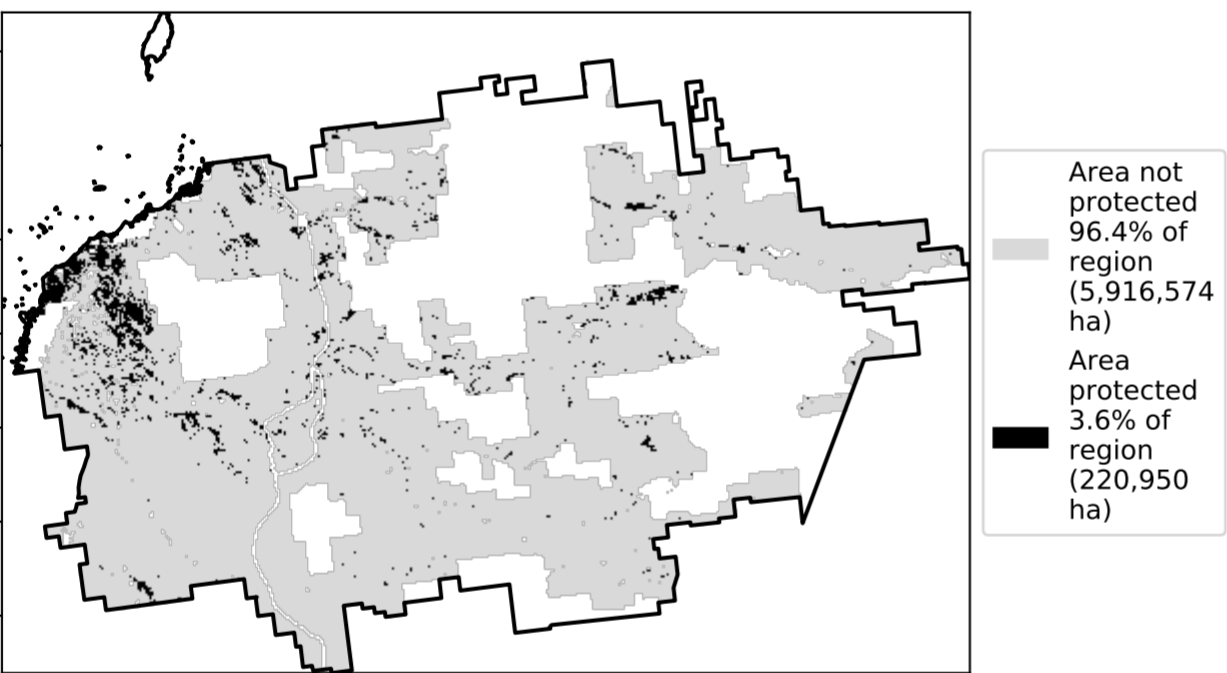 Area not
protected
96.4% of
region
(5,916,574
ha)
Area
protected
3.6% of
region
(220,950
ha)